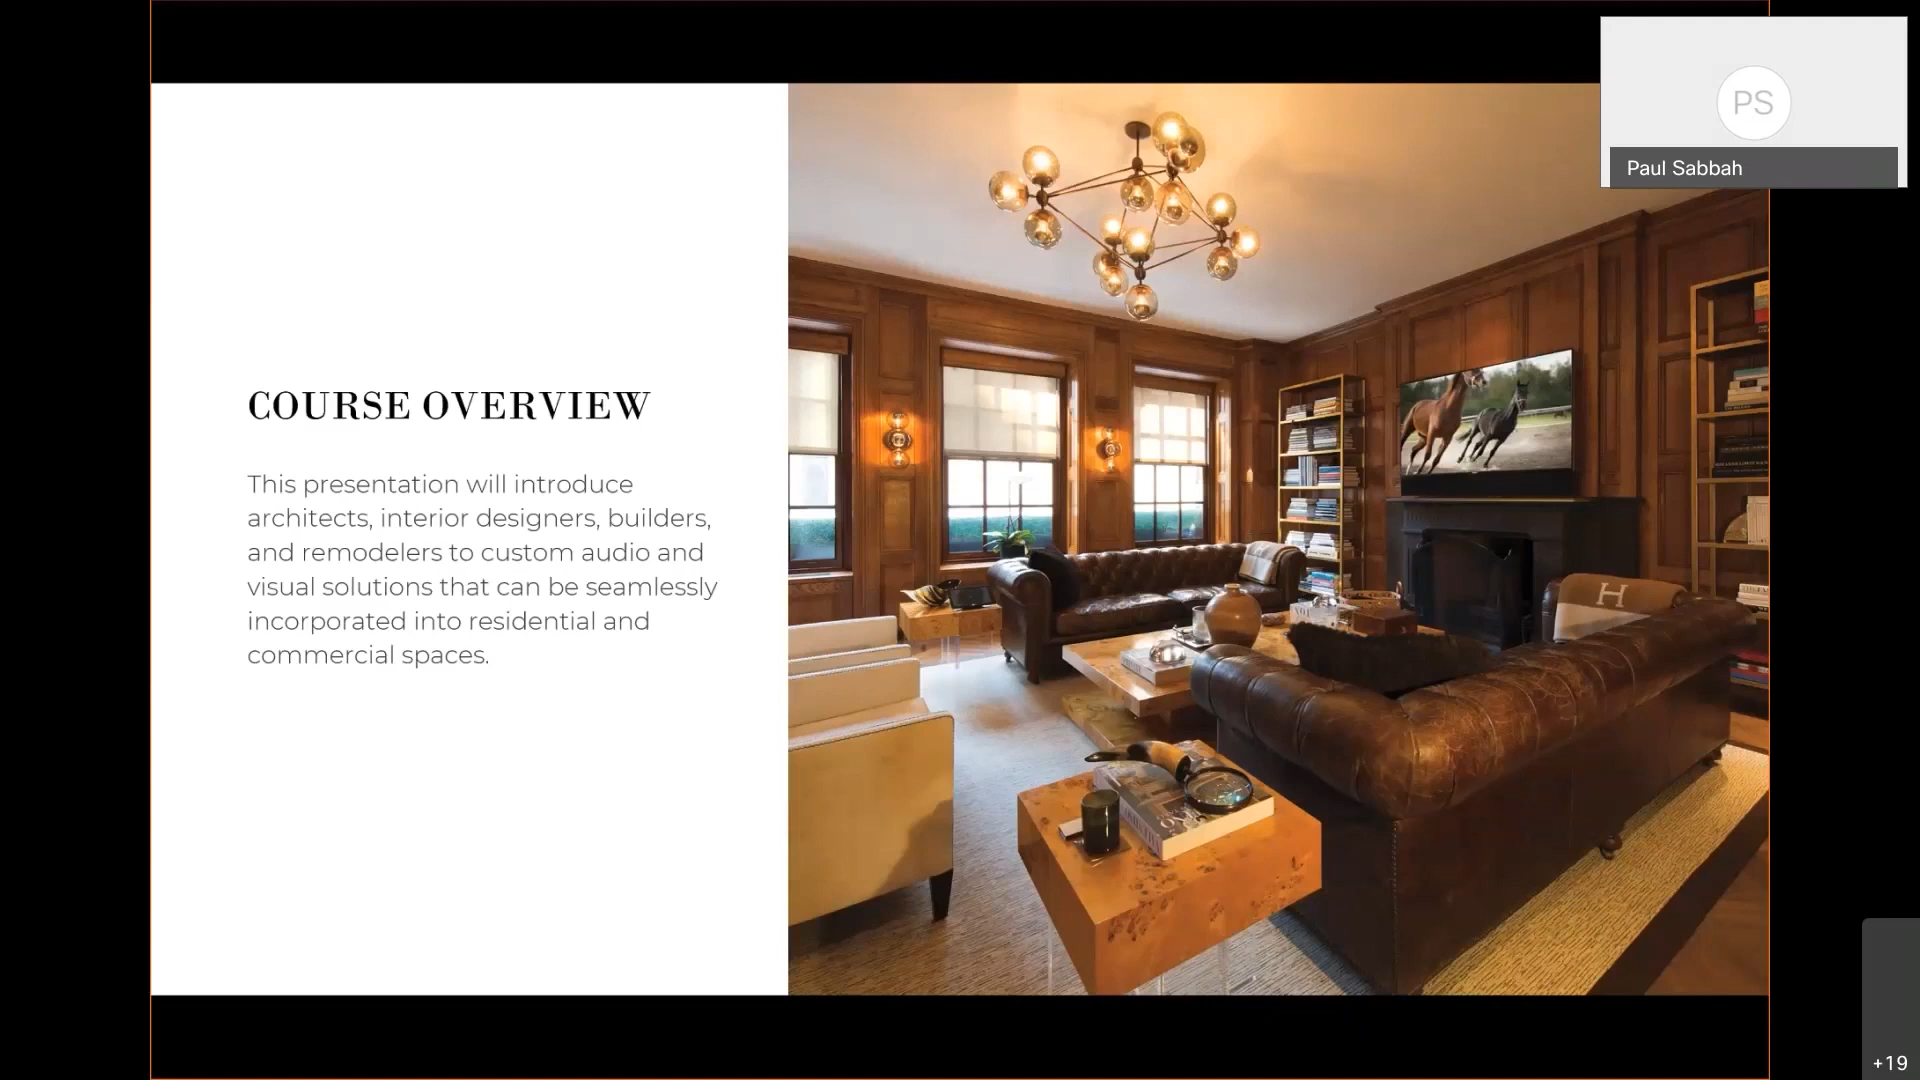 PS
Paul Sabbah
COURSE OVERVIEW
This presentation will introduce
architects, interior designers, builders,
and remodelers to custom audio and
visual solutions that can be seamlessly
incorporated into residential and
commercial spaces.
H
+19